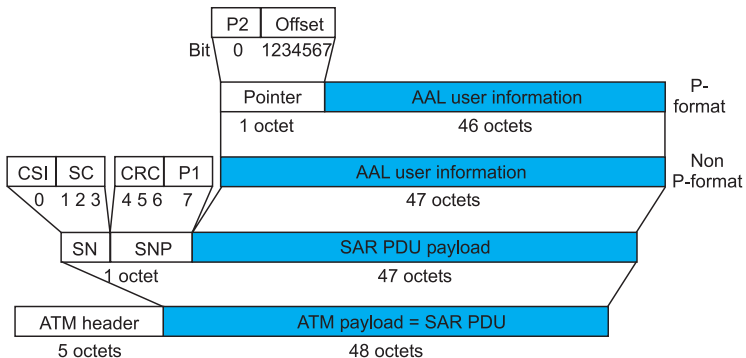 P2 Offset
Bit 0 1234567
Pointer AAL user information P-
format
1 octet 46 octets
CSI SC CRC P1 AAL user information Non
P-format
0 1 2 3 4 5 6 7 47 octets
SN SNP SAR PDU payload
1 octet 47 octets
ATM header ATM payload = SAR PDU
5 octets 48 octets